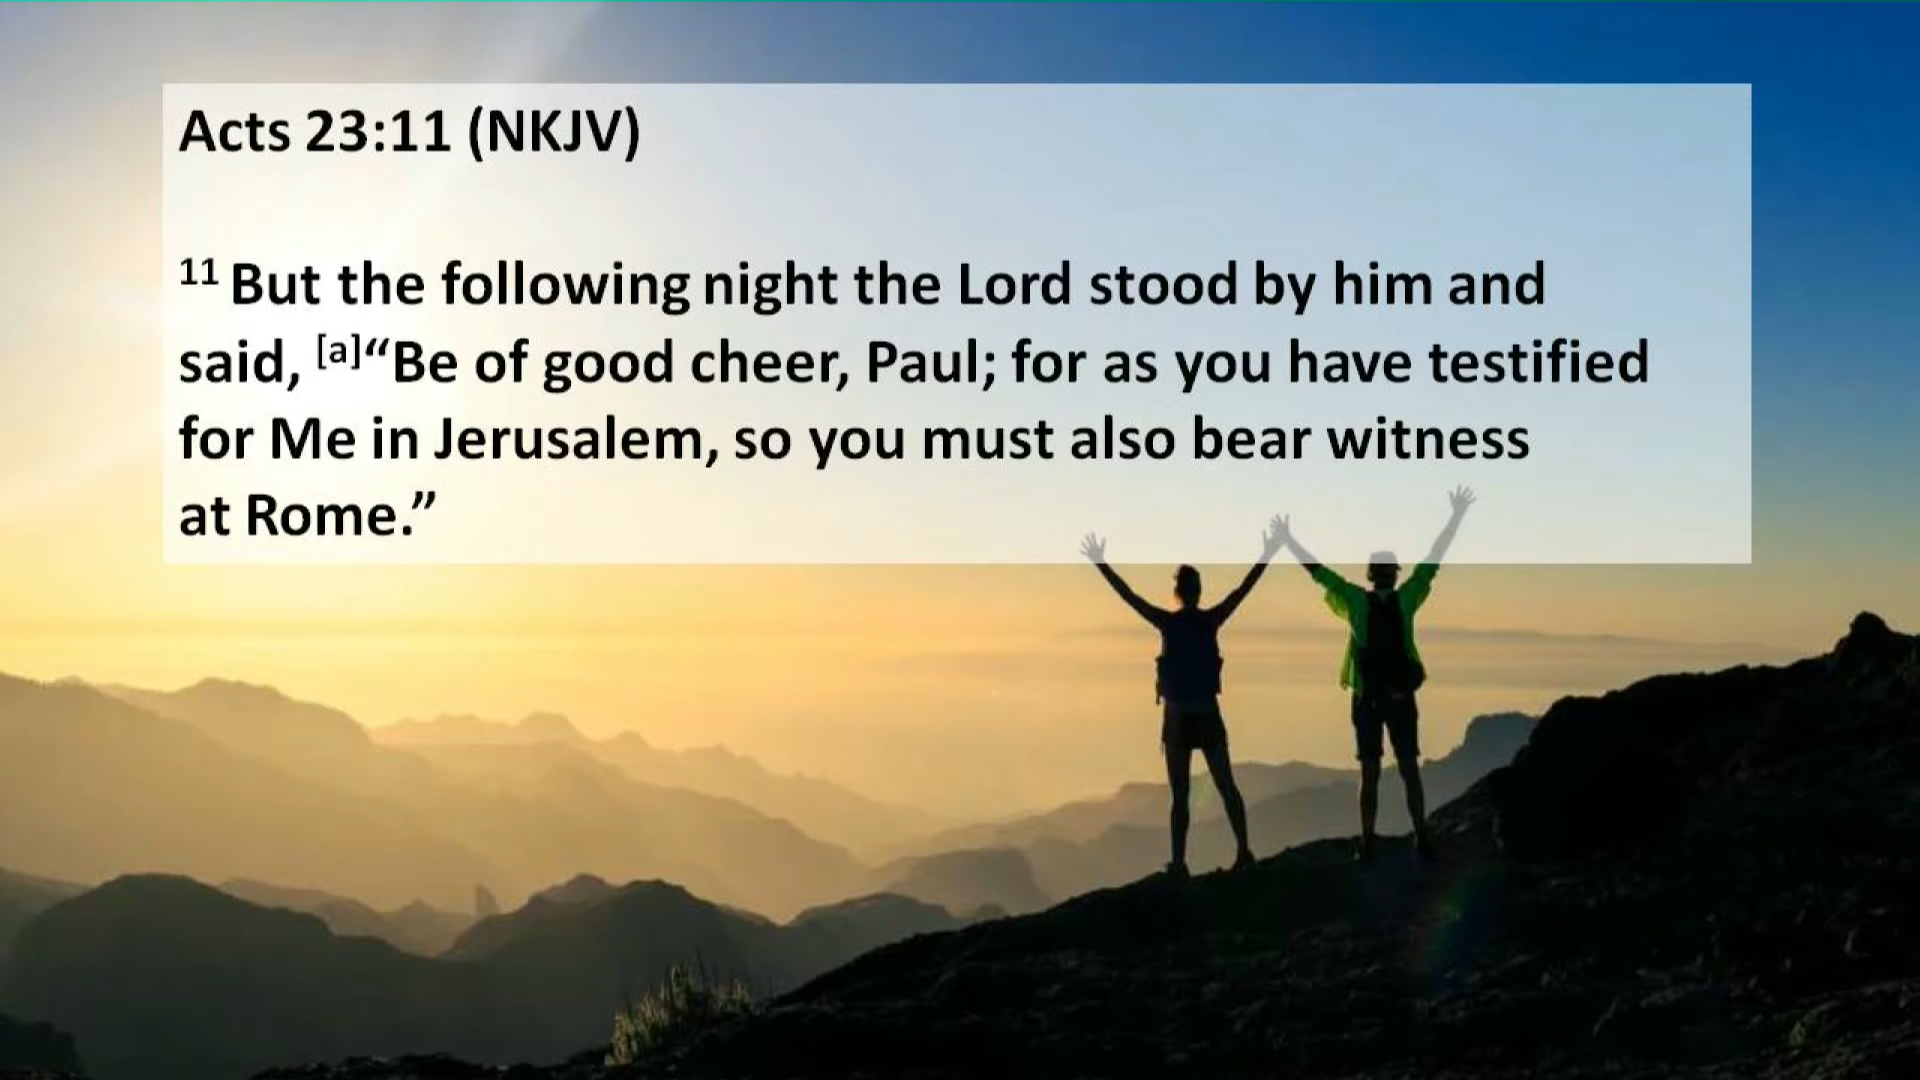 Acts 23:11 (NKJV)
11 But the following night the Lord stood by him and
said, [a]“Be of good cheer, Paul; for as you have testified
for Me in Jerusalem, so you must also bear witness
at Rome.”